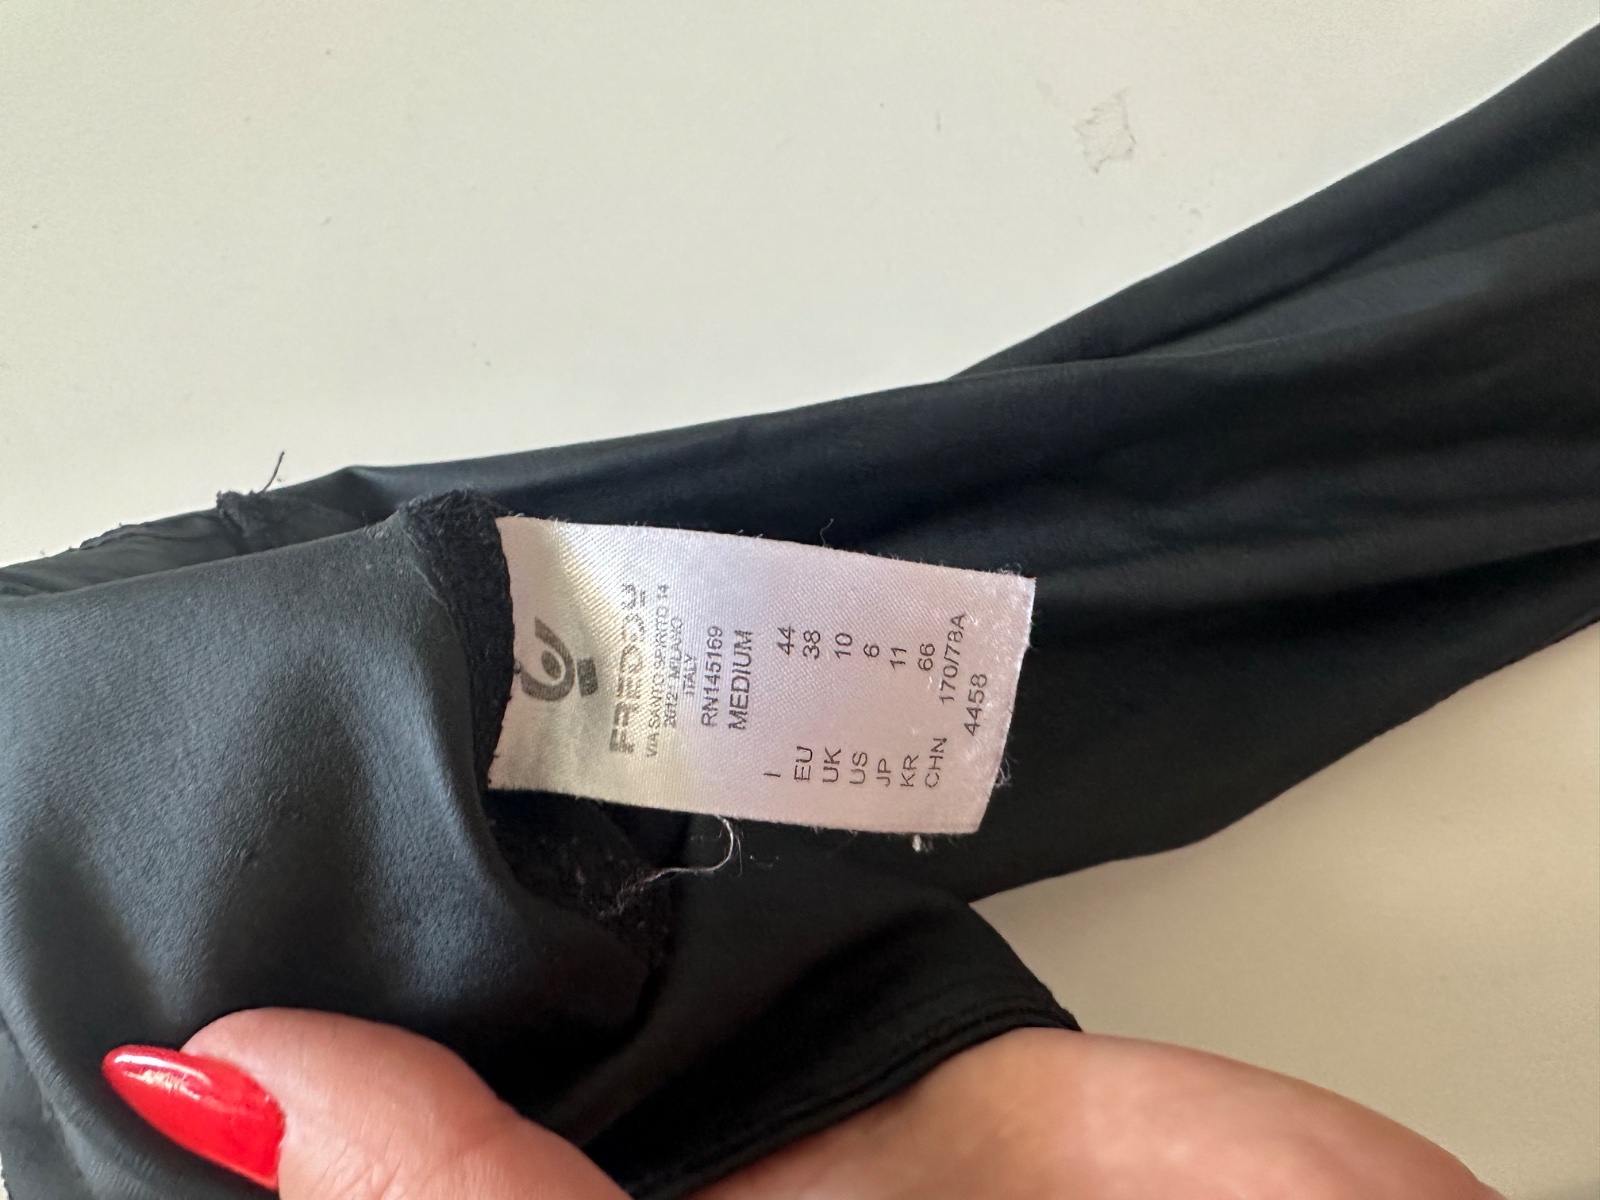 FREDDY
VIA SANTO SPIRITO 14
20121 MILANO
ITALY
RN145169
MEDIUM
I 44
EU 38
UK 10
US 6
JP 11
KR 66
CHN 170/78A
4458